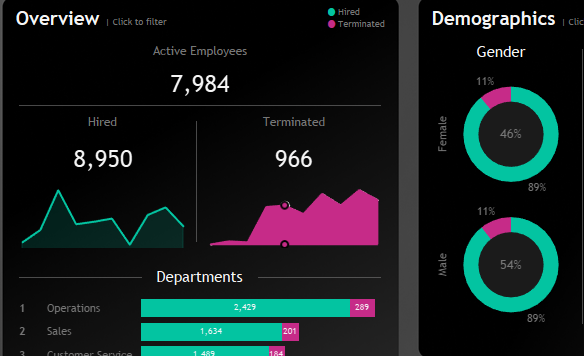 Overview | Click to filter
Hired
Terminated
Active Employees
7,984
Hired
8,950
Terminated
966
Departments
1 Operations 2,429 289
2 Sales 1,634 201
3 Customer Service 1,489 184
Demographics | Clic
Gender
11%
Female
46%
89%
11%
Male
54%
89%